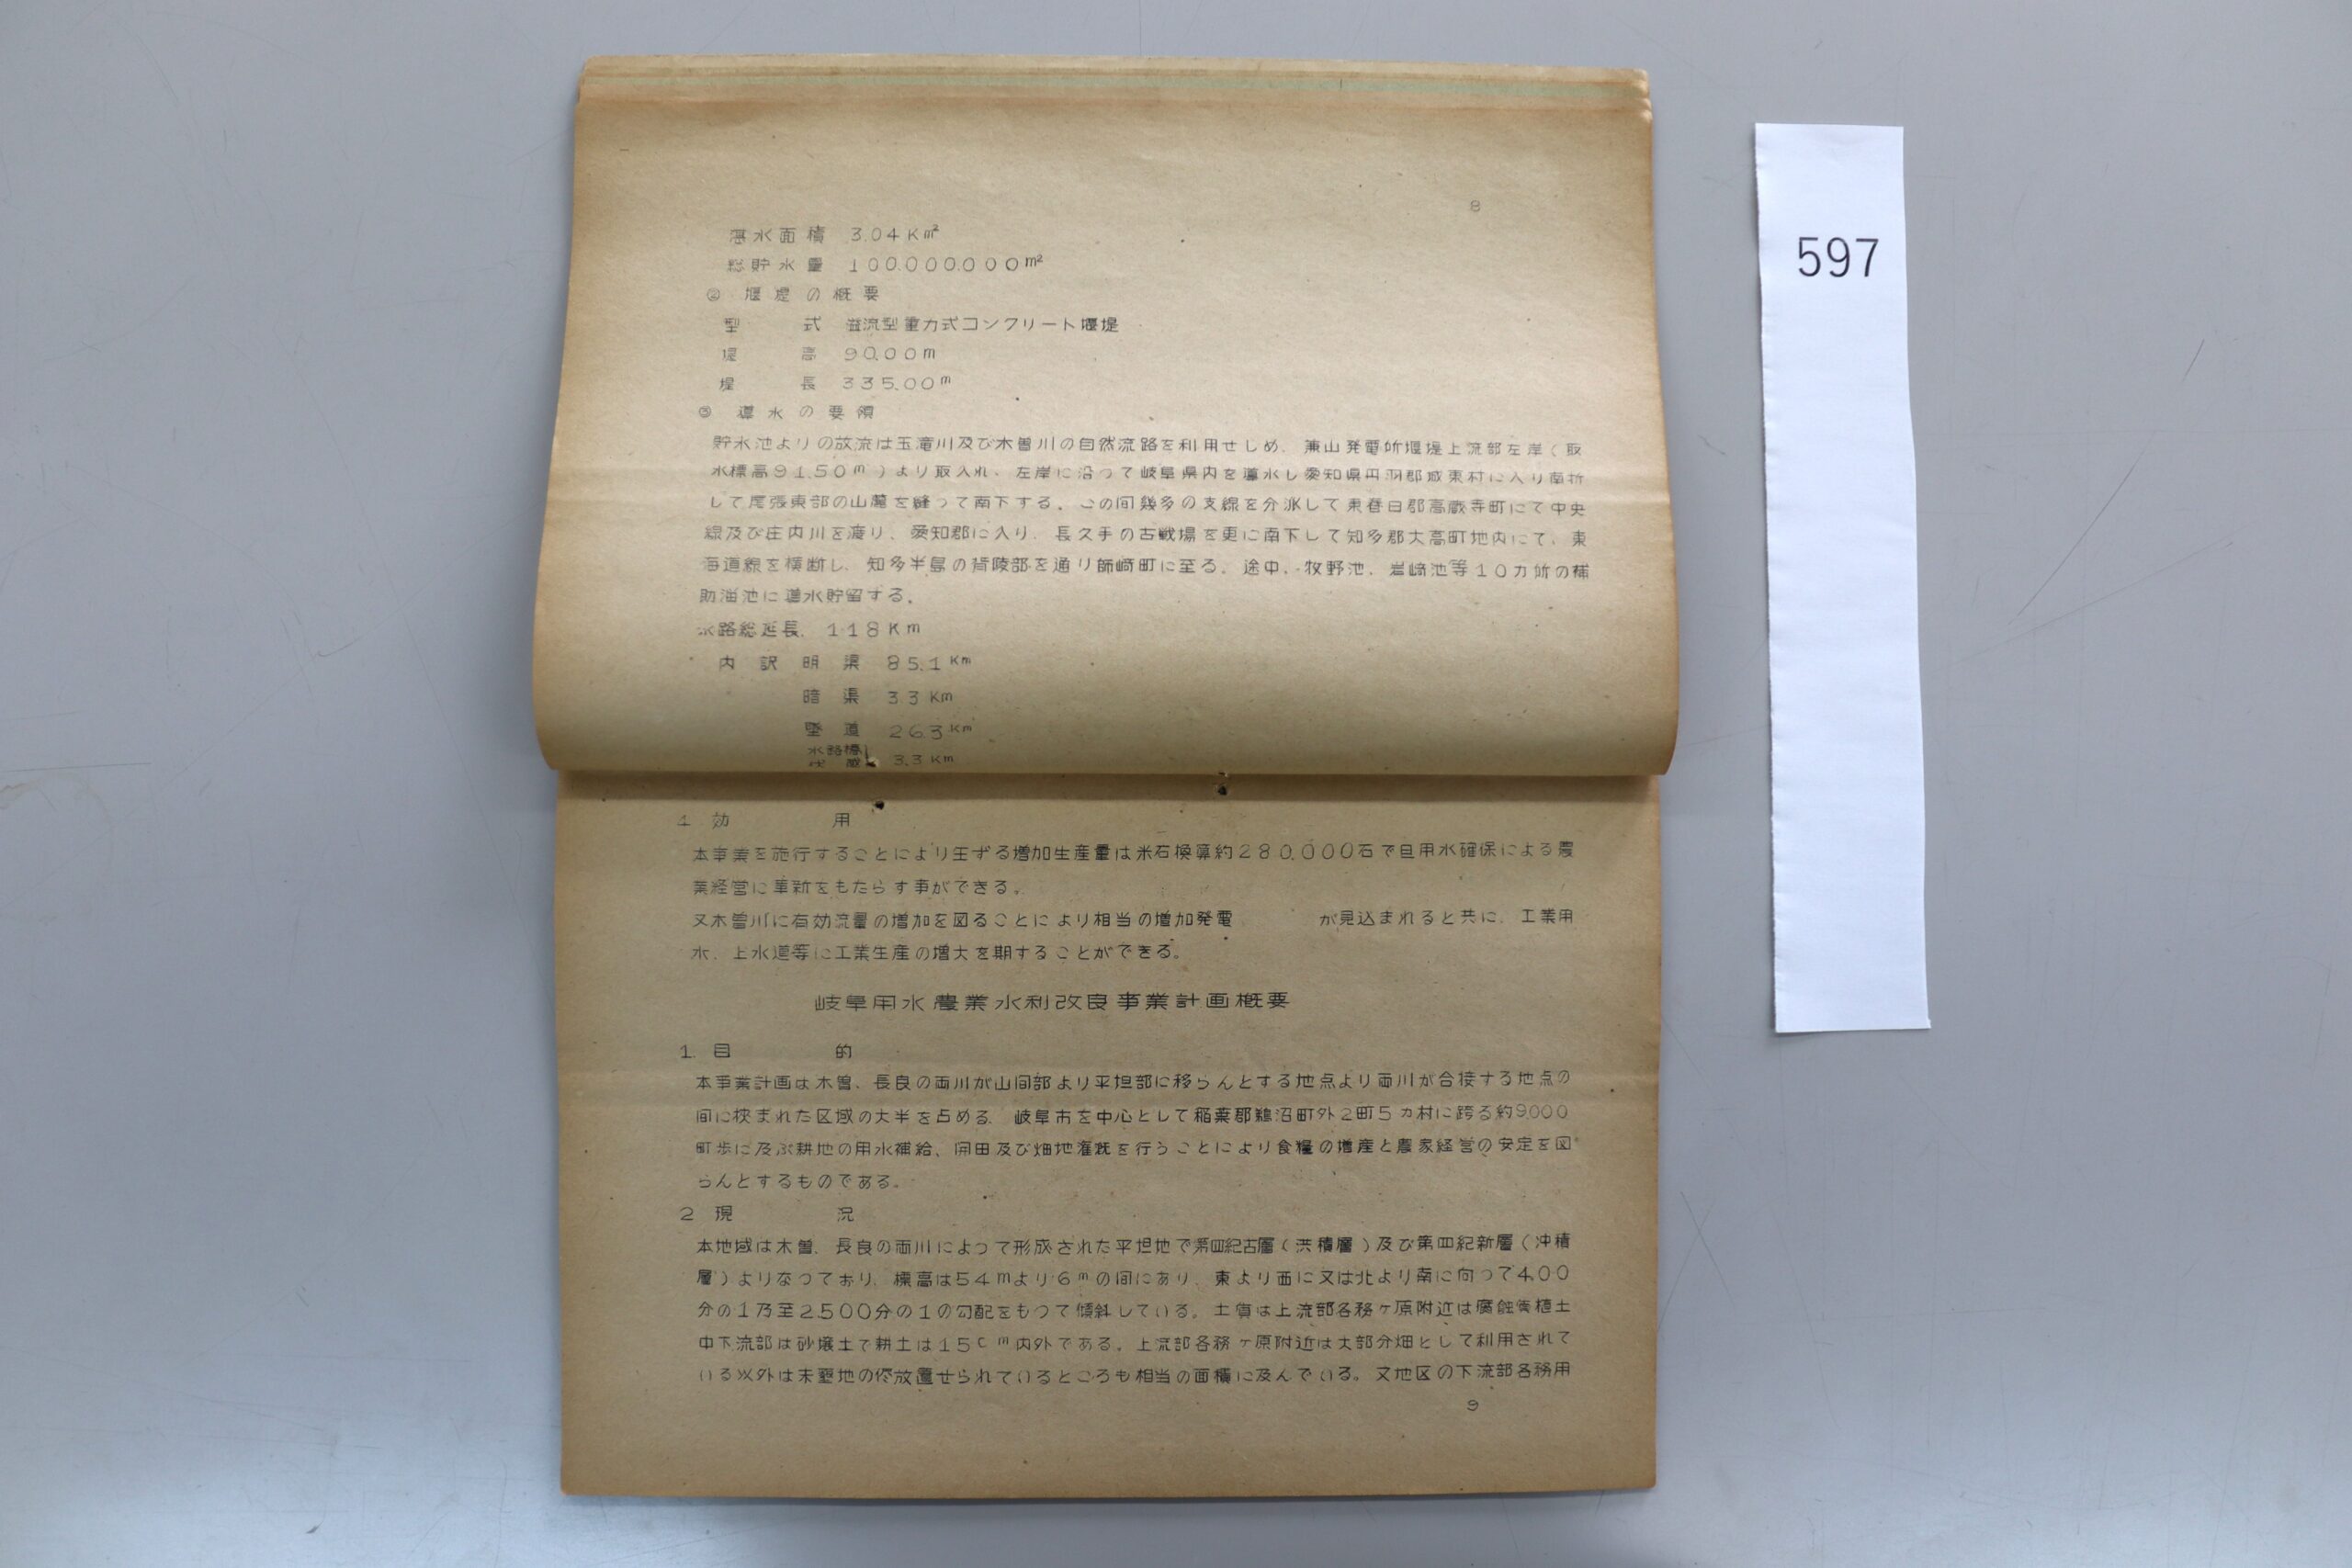 8
湛水面積 3.04Km²
総貯水量 100.000.000m²
② 堰堤の概要
型 式 溢流型重力式コンクリート堰堤
堤 高 90.00m
堤 長 335.00m
③ 導水の要領
貯水池よりの放流は玉滝川及び木曽川の自然流路を利用せしめ、兼山発電所堰堤上流部左岸(取
水標高91.50m)より取入れ、左岸に沿つて岐阜県内を導水し愛知県丹羽郡城東村に入り南折
して尾張東部の山麓を縫つて南下する。この間幾多の支線を分派して東春日郡高蔵寺町にて中央
線及び庄内川を渡り、愛知郡に入り、長久手の古戦場を更に南下して知多郡大高町地内にて、東
海道線を横断し、知多半島の背陵部を通り師崎町に至る。途中、牧野池、岩崎池等10カ所の補
助溜池に導水貯留する。
水路総延長 118Km
内訳 明渠 85.1Km
暗渠 3.3Km
墜道 26.3Km
水路橋 3.3Km
4 効 用
本事業を施行することにより生ずる増加生産量は米石換算約280.000石で且用水確保による農
業経営に革新をもたらす事ができる。
又木曽川に有効流量の増加を図ることにより相当の増加発電 が見込まれると共に、工業用
水、上水道等に工業生産の増大を期することができる。
岐阜用水農業水利改良事業計画概要
1 目 的
本事業計画は木曽、長良の両川が山間部より平坦部に移らんとする地点より両川が合接する地点の
間に挟まれた区域の大半を占める、岐阜市を中心として稲葉郡鵜沼町外2町5カ村に跨る約9.000
町歩に及ぶ耕地の用水補給、開田及び畑地灌漑を行うことにより食糧の増産と農家経営の安定を図
らんとするものである。
2 現 況
本地域は木曽、長良の両川によつて形成された平坦地で第四紀古層(洪積層)及び第四紀新層(沖積
層)よりなつており、標高は54mより6mの間にあり、東より西に又は北より南に向つて400
分の1乃至2.500分の1の勾配をもつて傾斜している。土質は上流部各務ケ原附近は腐蝕質植土
中下流部は砂壌土で耕土は15Cm内外である。上流部各務ケ原附近は大部分畑として利用されて
いる以外は未墾地の侭放置せられているところも相当の面積に及んでいる。又地区の下流部各務用
9
597